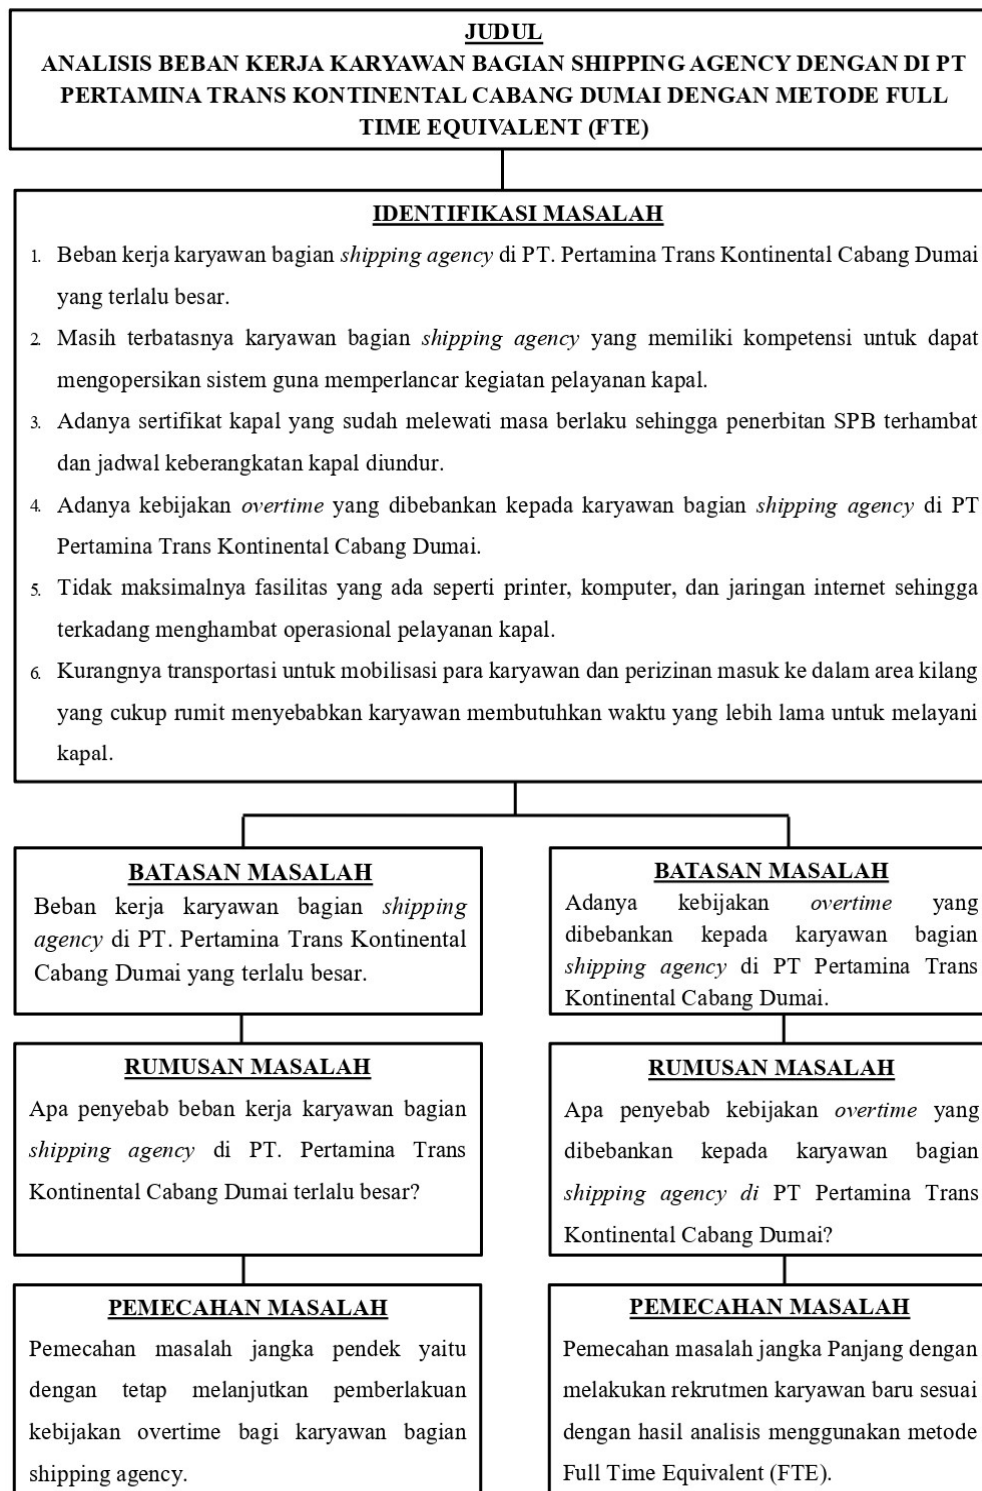 JUDUL
ANALISIS BEBAN KERJA KARYAWAN BAGIAN SHIPPING AGENCY DENGAN DI PT
PERTAMINA TRANS KONTINENTAL CABANG DUMAI DENGAN METODE FULL
TIME EQUIVALENT (FTE)
IDENTIFIKASI MASALAH
1. Beban kerja karyawan bagian shipping agency di PT. Pertamina Trans Kontinental Cabang Dumai
yang terlalu besar.
2. Masih terbatasnya karyawan bagian shipping agency yang memiliki kompetensi untuk dapat
mengopersikan sistem guna memperlancar kegiatan pelayanan kapal.
3. Adanya sertifikat kapal yang sudah melewati masa berlaku sehingga penerbitan SPB terhambat
dan jadwal keberangkatan kapal diundur.
4. Adanya kebijakan overtime yang dibebankan kepada karyawan bagian shipping agency di PT
Pertamina Trans Kontinental Cabang Dumai.
5. Tidak maksimalnya fasilitas yang ada seperti printer, komputer, dan jaringan internet sehingga
terkadang menghambat operasional pelayanan kapal.
6. Kurangnya transportasi untuk mobilisasi para karyawan dan perizinan masuk ke dalam area kilang
yang cukup rumit menyebabkan karyawan membutuhkan waktu yang lebih lama untuk melayani
kapal.
BATASAN MASALAH
Beban kerja karyawan bagian shipping
agency di PT. Pertamina Trans Kontinental
Cabang Dumai yang terlalu besar.
BATASAN MASALAH
Adanya kebijakan overtime yang
dibebankan kepada karyawan bagian
shipping agency di PT Pertamina Trans
Kontinental Cabang Dumai.
RUMUSAN MASALAH
Apa penyebab beban kerja karyawan bagian
shipping agency di PT. Pertamina Trans
Kontinental Cabang Dumai terlalu besar?
RUMUSAN MASALAH
Apa penyebab kebijakan overtime yang
dibebankan kepada karyawan bagian
shipping agency di PT Pertamina Trans
Kontinental Cabang Dumai?
PEMECAHAN MASALAH
Pemecahan masalah jangka pendek yaitu
dengan tetap melanjutkan pemberlakuan
kebijakan overtime bagi karyawan bagian
shipping agency.
PEMECAHAN MASALAH
Pemecahan masalah jangka Panjang dengan
melakukan rekrutmen karyawan baru sesuai
dengan hasil analisis menggunakan metode
Full Time Equivalent (FTE).